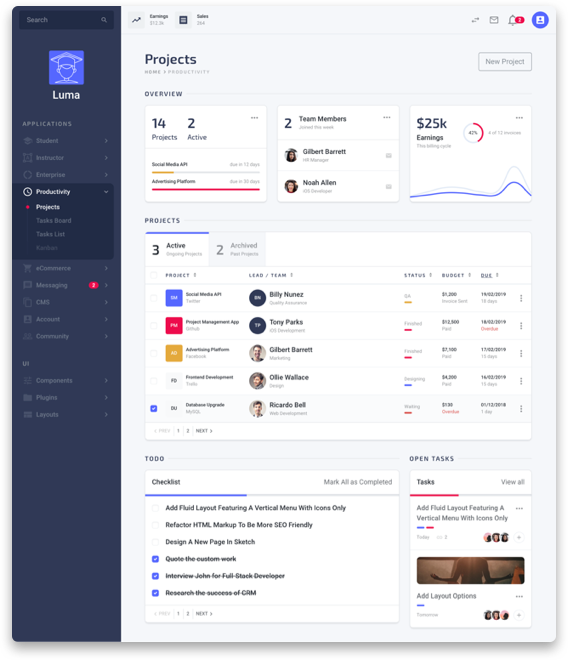 Search
Earnings
$12.3k
Sales
264
2
Luma
APPLICATIONS
Student
Instructor
Enterprise
Productivity
Projects
Tasks Board
Tasks List
Kanban
eCommerce
Messaging 2
CMS
Account
Community
UI
Components
Plugins
Layouts
Projects
HOME > PRODUCTIVITY
New Project
OVERVIEW
14 2
Projects Active
Social Media API due in 12 days
Advertising Platform due in 30 days
2 Team Members
Joined this week
Gilbert Barrett
HR Manager
Noah Allen
iOS Developer
$25k
Earnings
This billing cycle
42%
4 of 12 invoices
PROJECTS
3 Active
Ongoing Projects
2 Archived
Past Projects
PROJECT LEAD / TEAM STATUS BUDGET DUE
SM Social Media API BN Billy Nunez QA $1,200 19/02/2019
Twitter Quality Assurance Invoice Sent 18 days
PM Project Management App TP Tony Parks Finished $12,500 18/02/2019
Github iOS Development Paid Overdue
AD Advertising Platform Gilbert Barrett Finished $7,100 17/02/2019
Facebook Marketing Paid 15 days
FD Frontend Development Ollie Wallace Designing $4,200 16/02/2019
Trello Design Paid 15 days
DU Database Upgrade Ricardo Bell Waiting $130 01/12/2018
MySQL Web Development Overdue 1 day
< PREV 1 2 NEXT >
TODO
Checklist Mark All as Completed
Add Fluid Layout Featuring A Vertical Menu With Icons Only
Refactor HTML Markup To Be More SEO Friendly
Design A New Page In Sketch
Quote the custom work
Interview John for Full-Stack Developer
Research the success of CRM
< PREV 1 2 NEXT >
OPEN TASKS
Tasks View all
Add Fluid Layout Featuring A
Vertical Menu With Icons Only
Today 2
+
Add Layout Options
Tomorrow
+